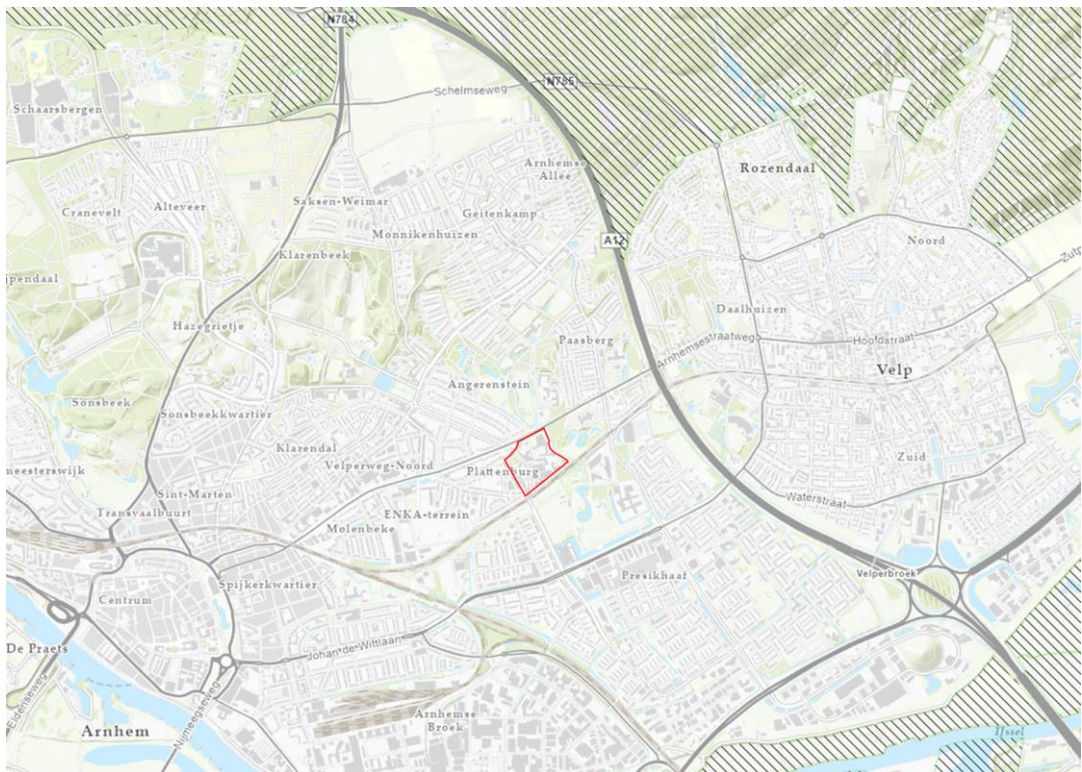 N784
N785
Schelmseweg
Schaarsbergen
Arnhemse
Allee
Rozendaal
Cranevelt
Alteveer
Saksen-Weimar
Geitenkamp
Monnikenhuizen
A12
Noord
Klarenbeek
Zutp
ijpendaal
Daalhuizen
Hazegrietje
Paasberg
Arnhemsestraatweg
Hoofdstraat
Velp
Angerenstein
Sonsbeek
Sonsbeekkwartier
Klarendal
Velperweg-Noord
Plattenburg
Zuid
meesterswijk
Sint-Marten
Waterstraat
Transvaalbuurt
ENKA-terrein
Molenbeke
Presikhaaf
Velperbroek
Spijkerkwartier
Centrum
De Praets
Johan de Wittlaan
Eldenseweg
Nijmeegseweg
Arnhemse
Broek
Arnhem
IJssel